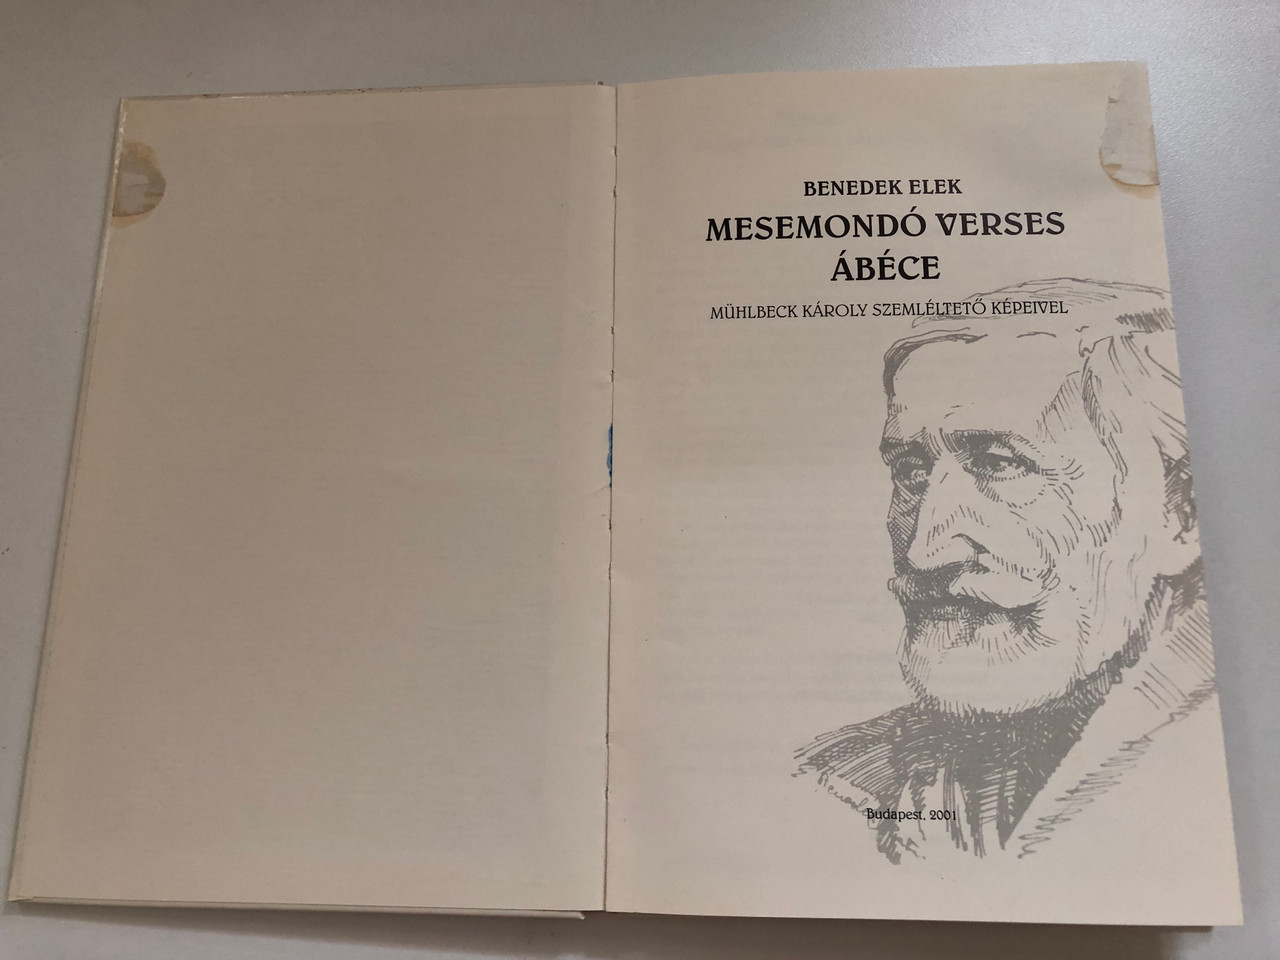 BENEDEK ELEK
MESEMONDÓ VERSES
ÁBÉCE
MÜHLBECK KÁROLY SZEMLÉLTETŐ KÉPEIVEL
Budapest, 2001